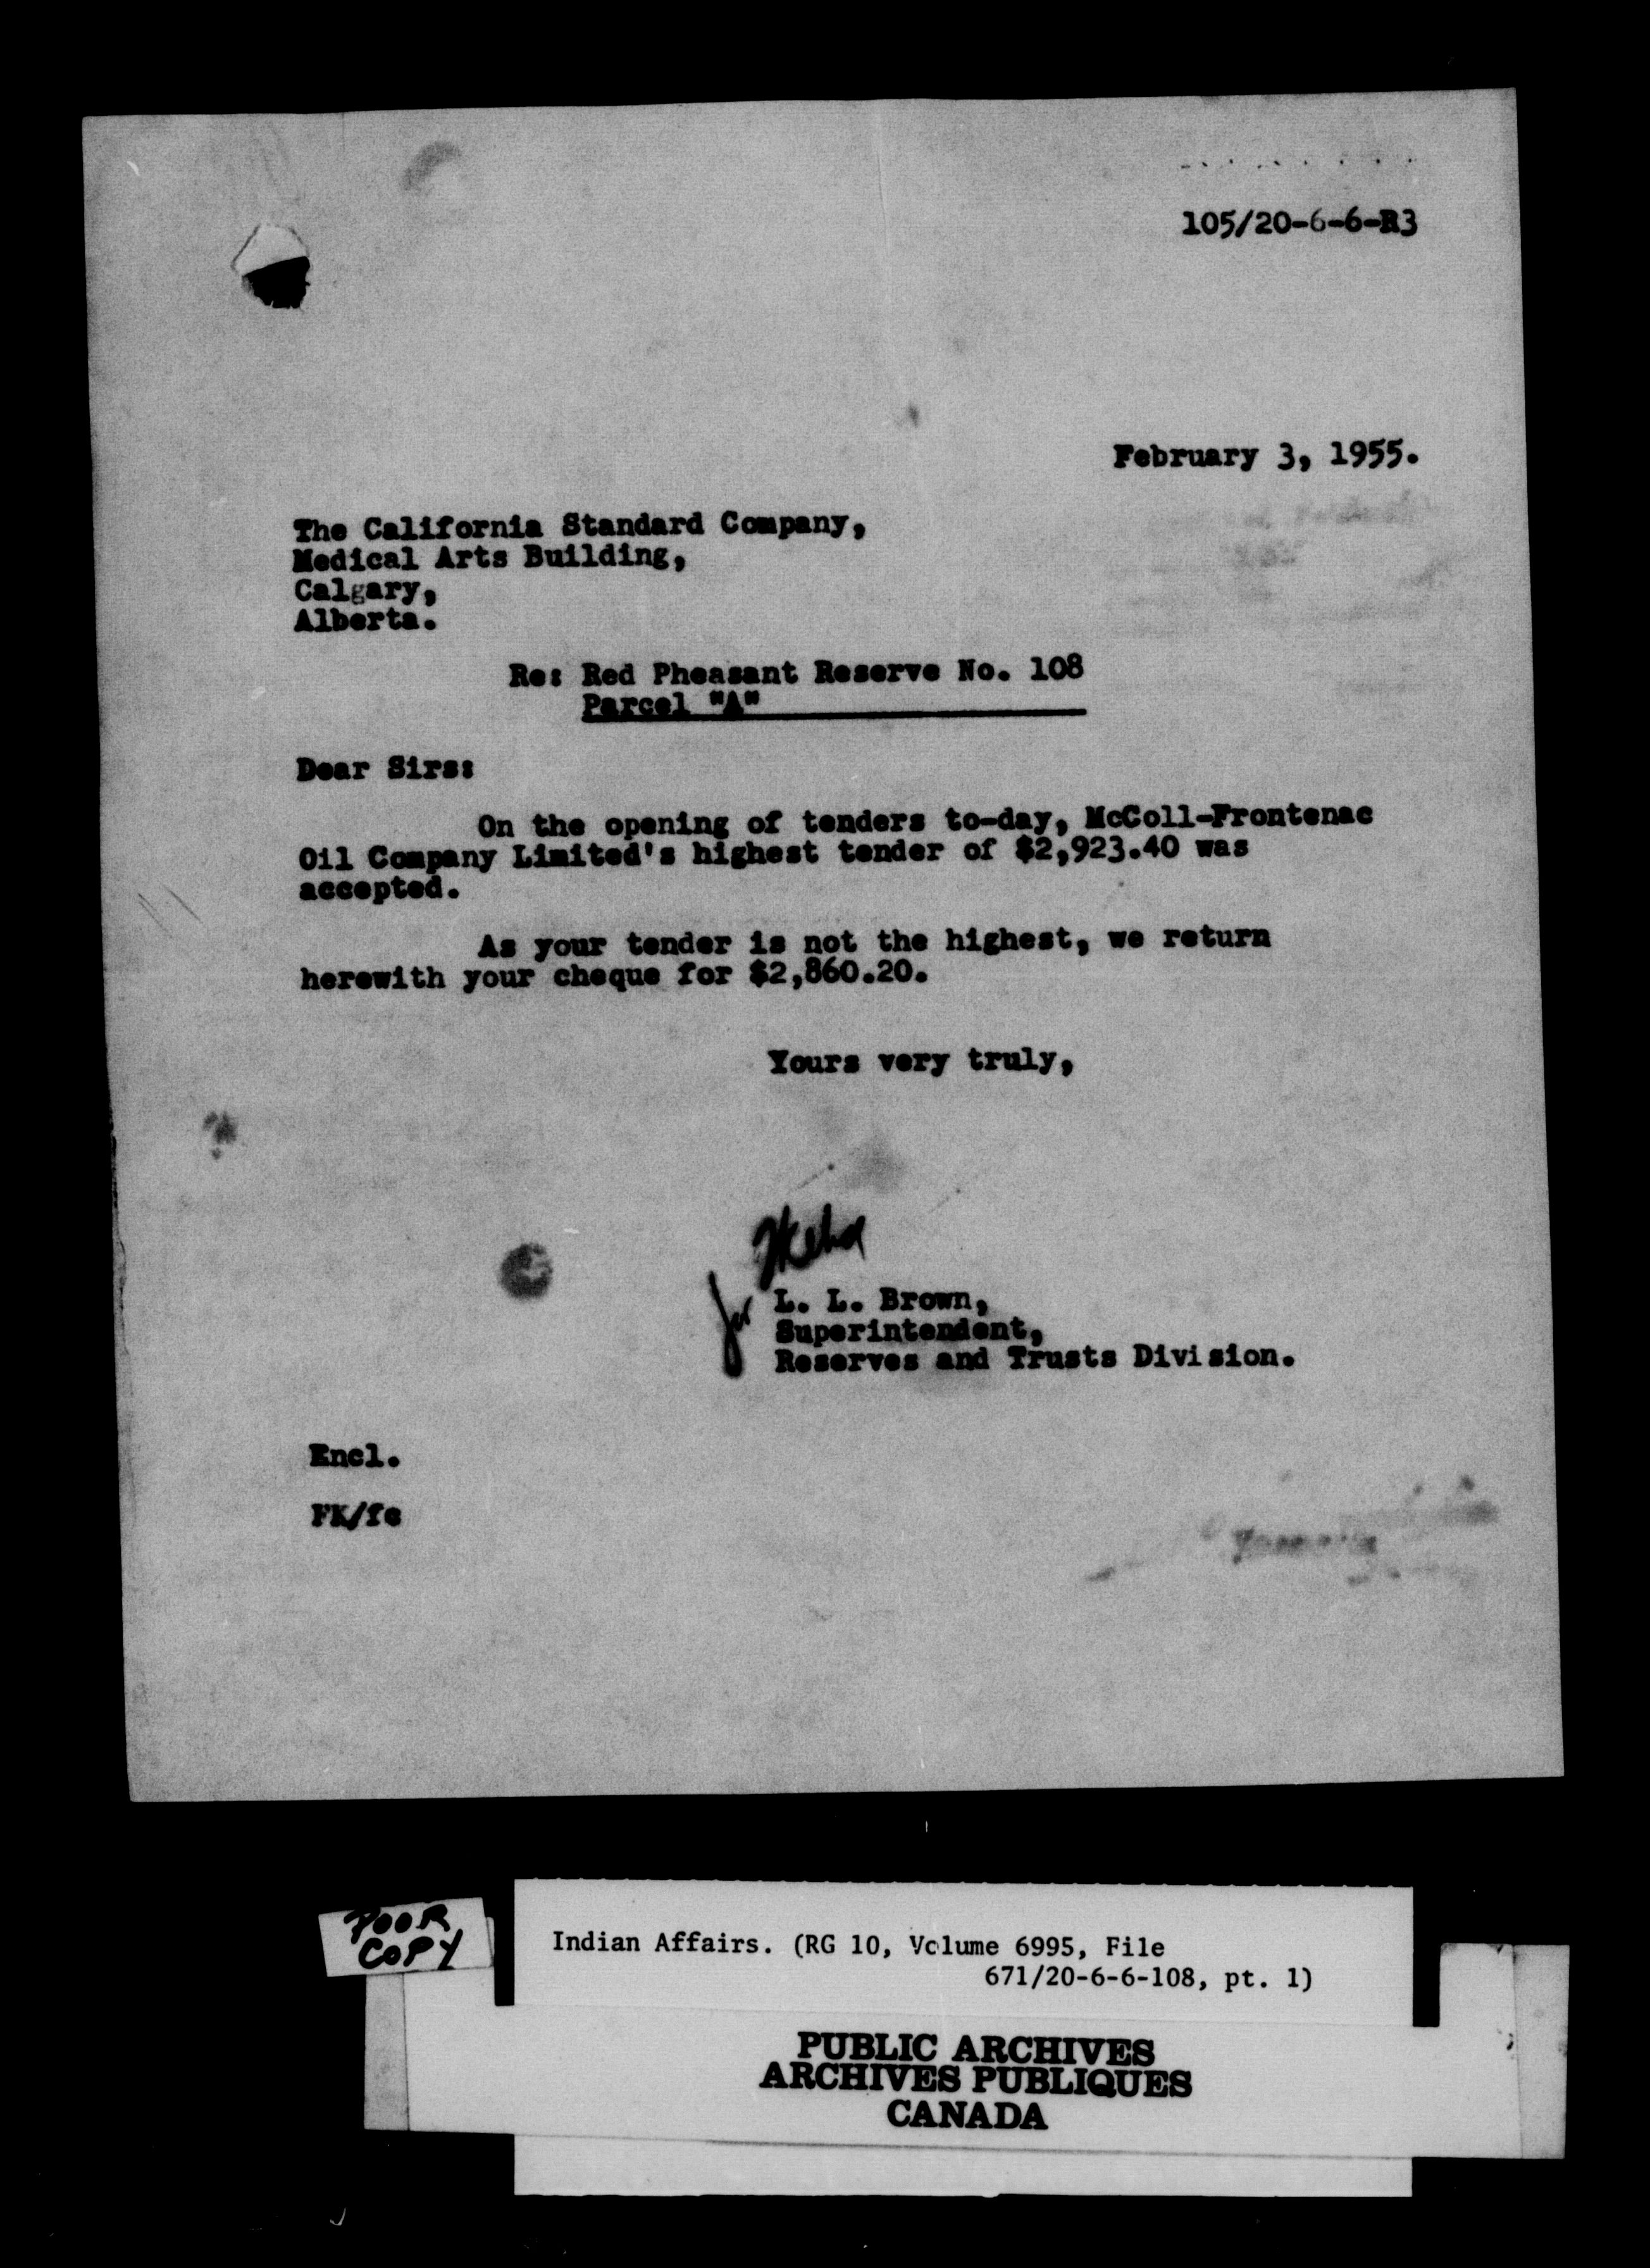 105/20-6-6-R3
February 3, 1955.
The California Standard Company,
Medical Arts Building,
Calgary,
Alberta.
Re: Red Pheasant Reserve No. 108
Parcel "A"
Dear Sirs:
On the opening of tenders to-day, McColl-Frontenac
Oil Company Limited's highest tender of $2,923.40 was
accepted.
As your tender is not the highest, we return
herewith your cheque for $2,860.20.
Yours very truly,
for L. L. Brown,
Superintendent,
Reserves and Trusts Division.
Encl.
FK/fc
POOR
COPY
Indian Affairs. (RG 10, Volume 6995, File
671/20-6-6-108, pt. 1)
PUBLIC ARCHIVES
ARCHIVES PUBLIQUES
CANADA